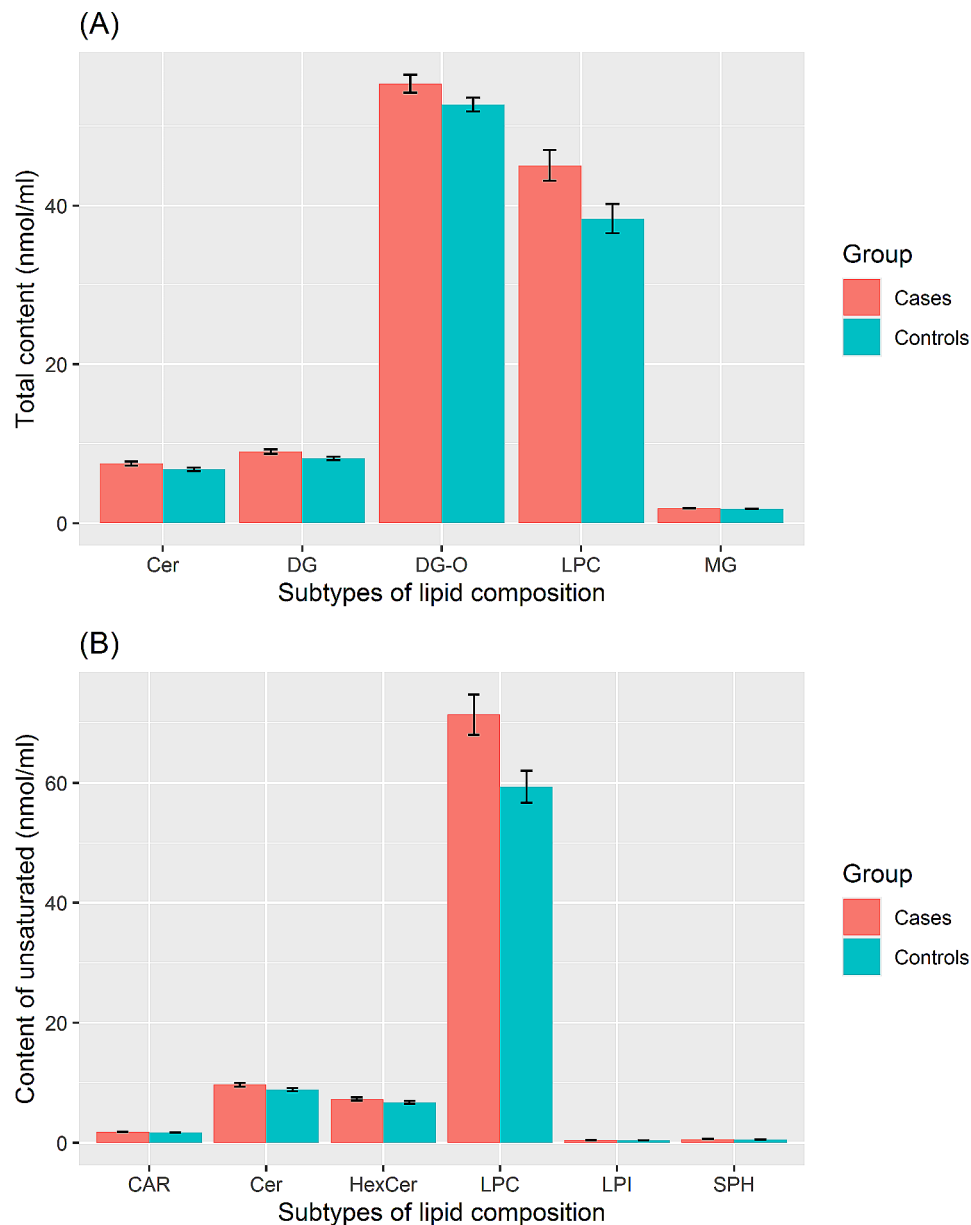 (A)
Total content (nmol/ml)
40
20
0
Cer DG DG-O LPC MG
Subtypes of lipid composition
Group
Cases
Controls
(B)
Content of unsaturated (nmol/ml)
60
40
20
0
CAR Cer HexCer LPC LPI SPH
Subtypes of lipid composition
Group
Cases
Controls